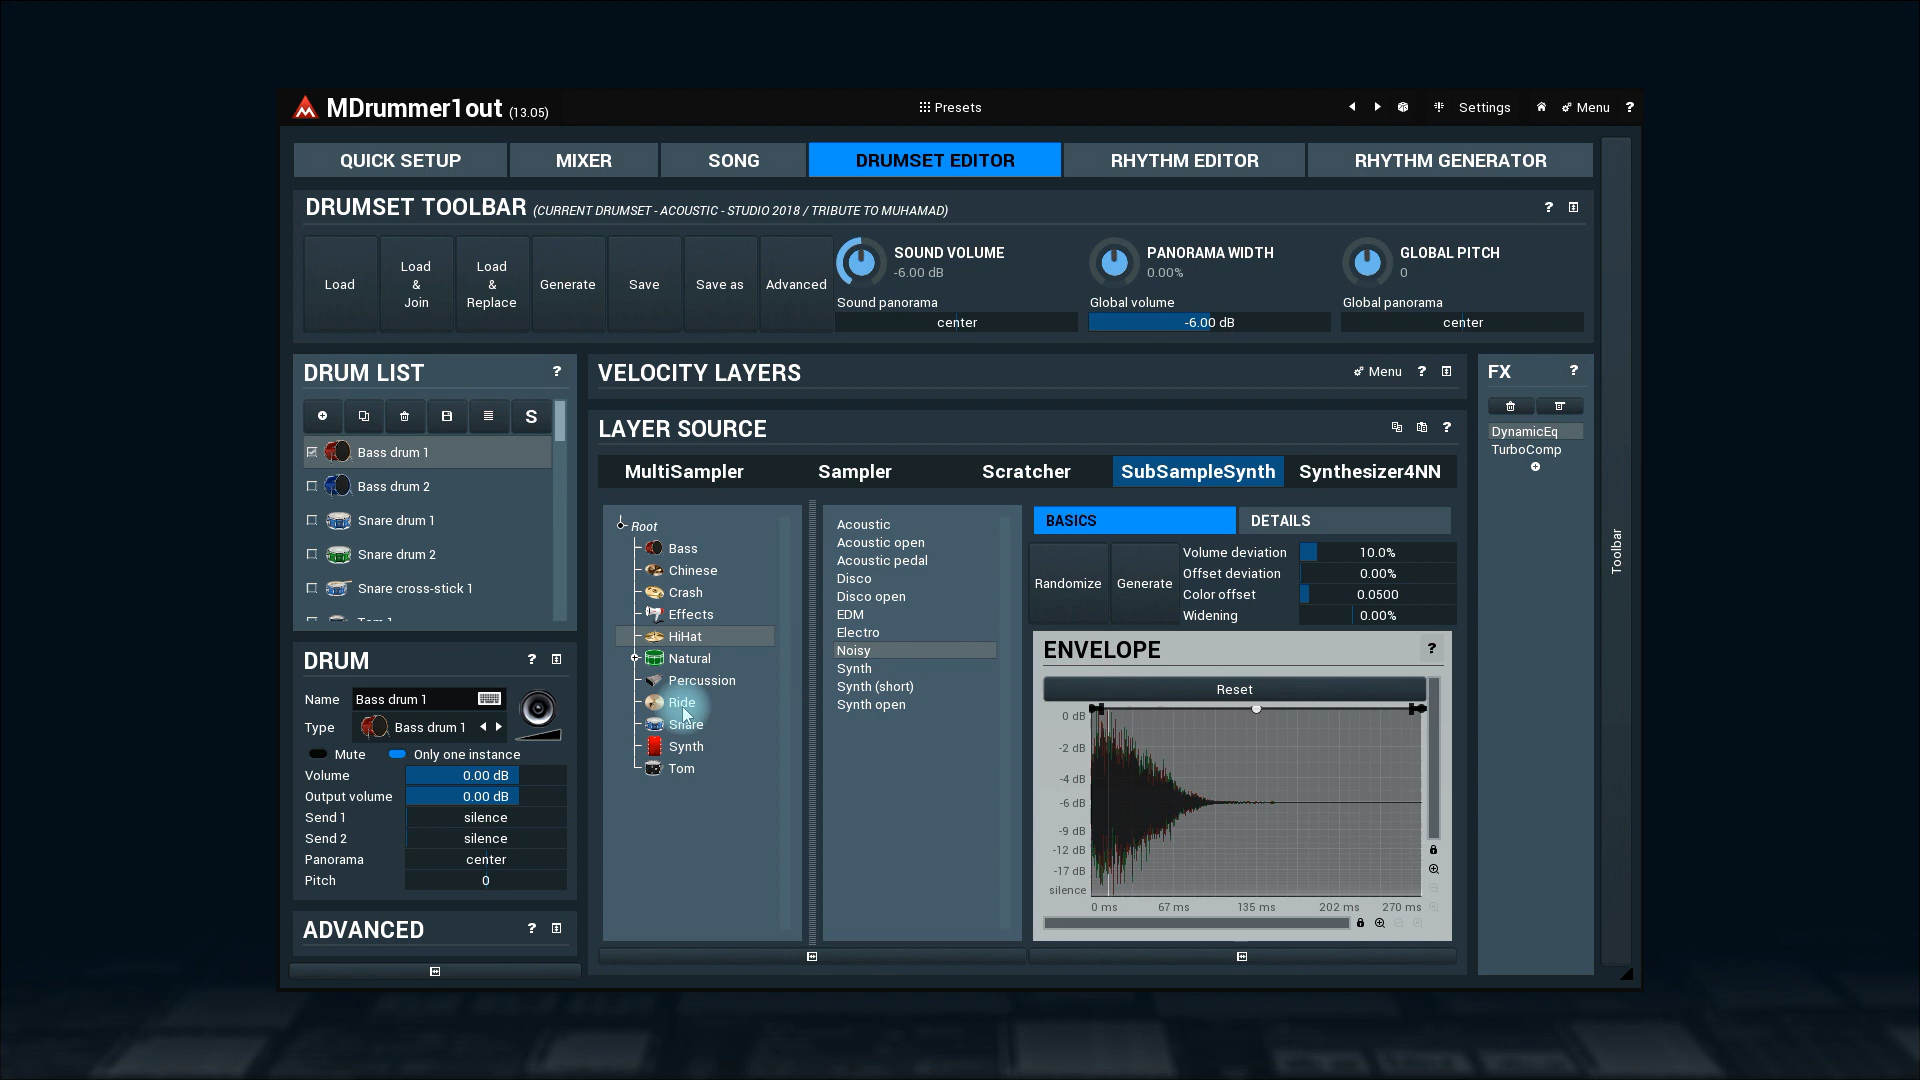 MDrummer1out (13.05)
Presets
Settings
Menu
?
QUICK SETUP
MIXER
SONG
DRUMSET EDITOR
RHYTHM EDITOR
RHYTHM GENERATOR
DRUMSET TOOLBAR (CURRENT DRUMSET - ACOUSTIC - STUDIO 2018 / TRIBUTE TO MUHAMAD)
?
Load
Load
&
Join
Load
&
Replace
Generate
Save
Save as
Advanced
SOUND VOLUME
-6.00 dB
Sound panorama
center
PANORAMA WIDTH
0.00%
Global volume
-6.00 dB
GLOBAL PITCH
0
Global panorama
center
DRUM LIST
?
S
Bass drum 1
Bass drum 2
Snare drum 1
Snare drum 2
Snare cross-stick 1
Tom 1
DRUM
?
Name
Bass drum 1
Type
Bass drum 1
Mute
Only one instance
Volume
0.00 dB
Output volume
0.00 dB
Send 1
silence
Send 2
silence
Panorama
center
Pitch
0
ADVANCED
?
VELOCITY LAYERS
Menu
?
LAYER SOURCE
?
MultiSampler
Sampler
Scratcher
SubSampleSynth
Synthesizer4NN
Root
Bass
Chinese
Crash
Effects
HiHat
Natural
Percussion
Ride
Snare
Synth
Tom
Acoustic
Acoustic open
Acoustic pedal
Disco
Disco open
EDM
Electro
Noisy
Synth
Synth (short)
Synth open
BASICS
DETAILS
Randomize
Generate
Volume deviation
10.0%
Offset deviation
0.00%
Color offset
0.0500
Widening
0.00%
ENVELOPE
?
Reset
0 dB
-2 dB
-4 dB
-6 dB
-9 dB
-12 dB
-17 dB
silence
0 ms
67 ms
135 ms
202 ms
270 ms
FX
?
DynamicEq
TurboComp
Toolbar